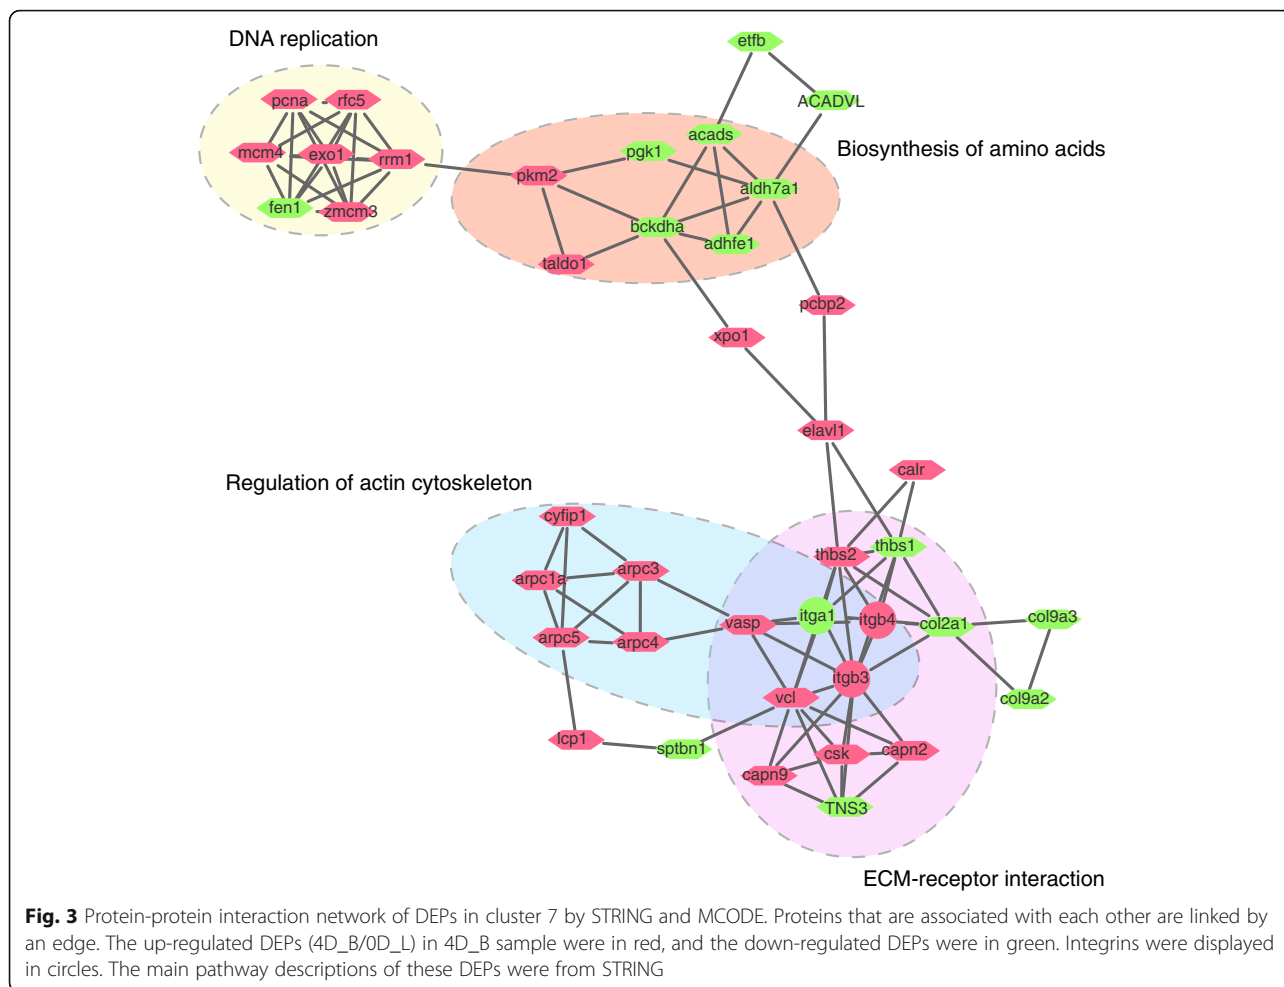 DNA replication
etfb
pcna
rfc5
ACADVL
acads
mcm4
exo1
rrm1
pgk1
Biosynthesis of amino acids
pkm2
aldh7a1
fen1
zmcm3
bckdha
adhfe1
taldo1
pcbp2
xpo1
elavl1
calr
Regulation of actin cytoskeleton
cyfip1
thbs2
thbs1
arpc1a
arpc3
itga1
itgb4
col9a3
vasp
col2a1
arpc5
arpc4
itgb3
vcl
col9a2
lcp1
sptbn1
csk
capn2
capn9
TNS3
ECM-receptor interaction
Fig. 3 Protein-protein interaction network of DEPs in cluster 7 by STRING and MCODE. Proteins that are associated with each other are linked by
an edge. The up-regulated DEPs (4D_B/0D_L) in 4D_B sample were in red, and the down-regulated DEPs were in green. Integrins were displayed
in circles. The main pathway descriptions of these DEPs were from STRING